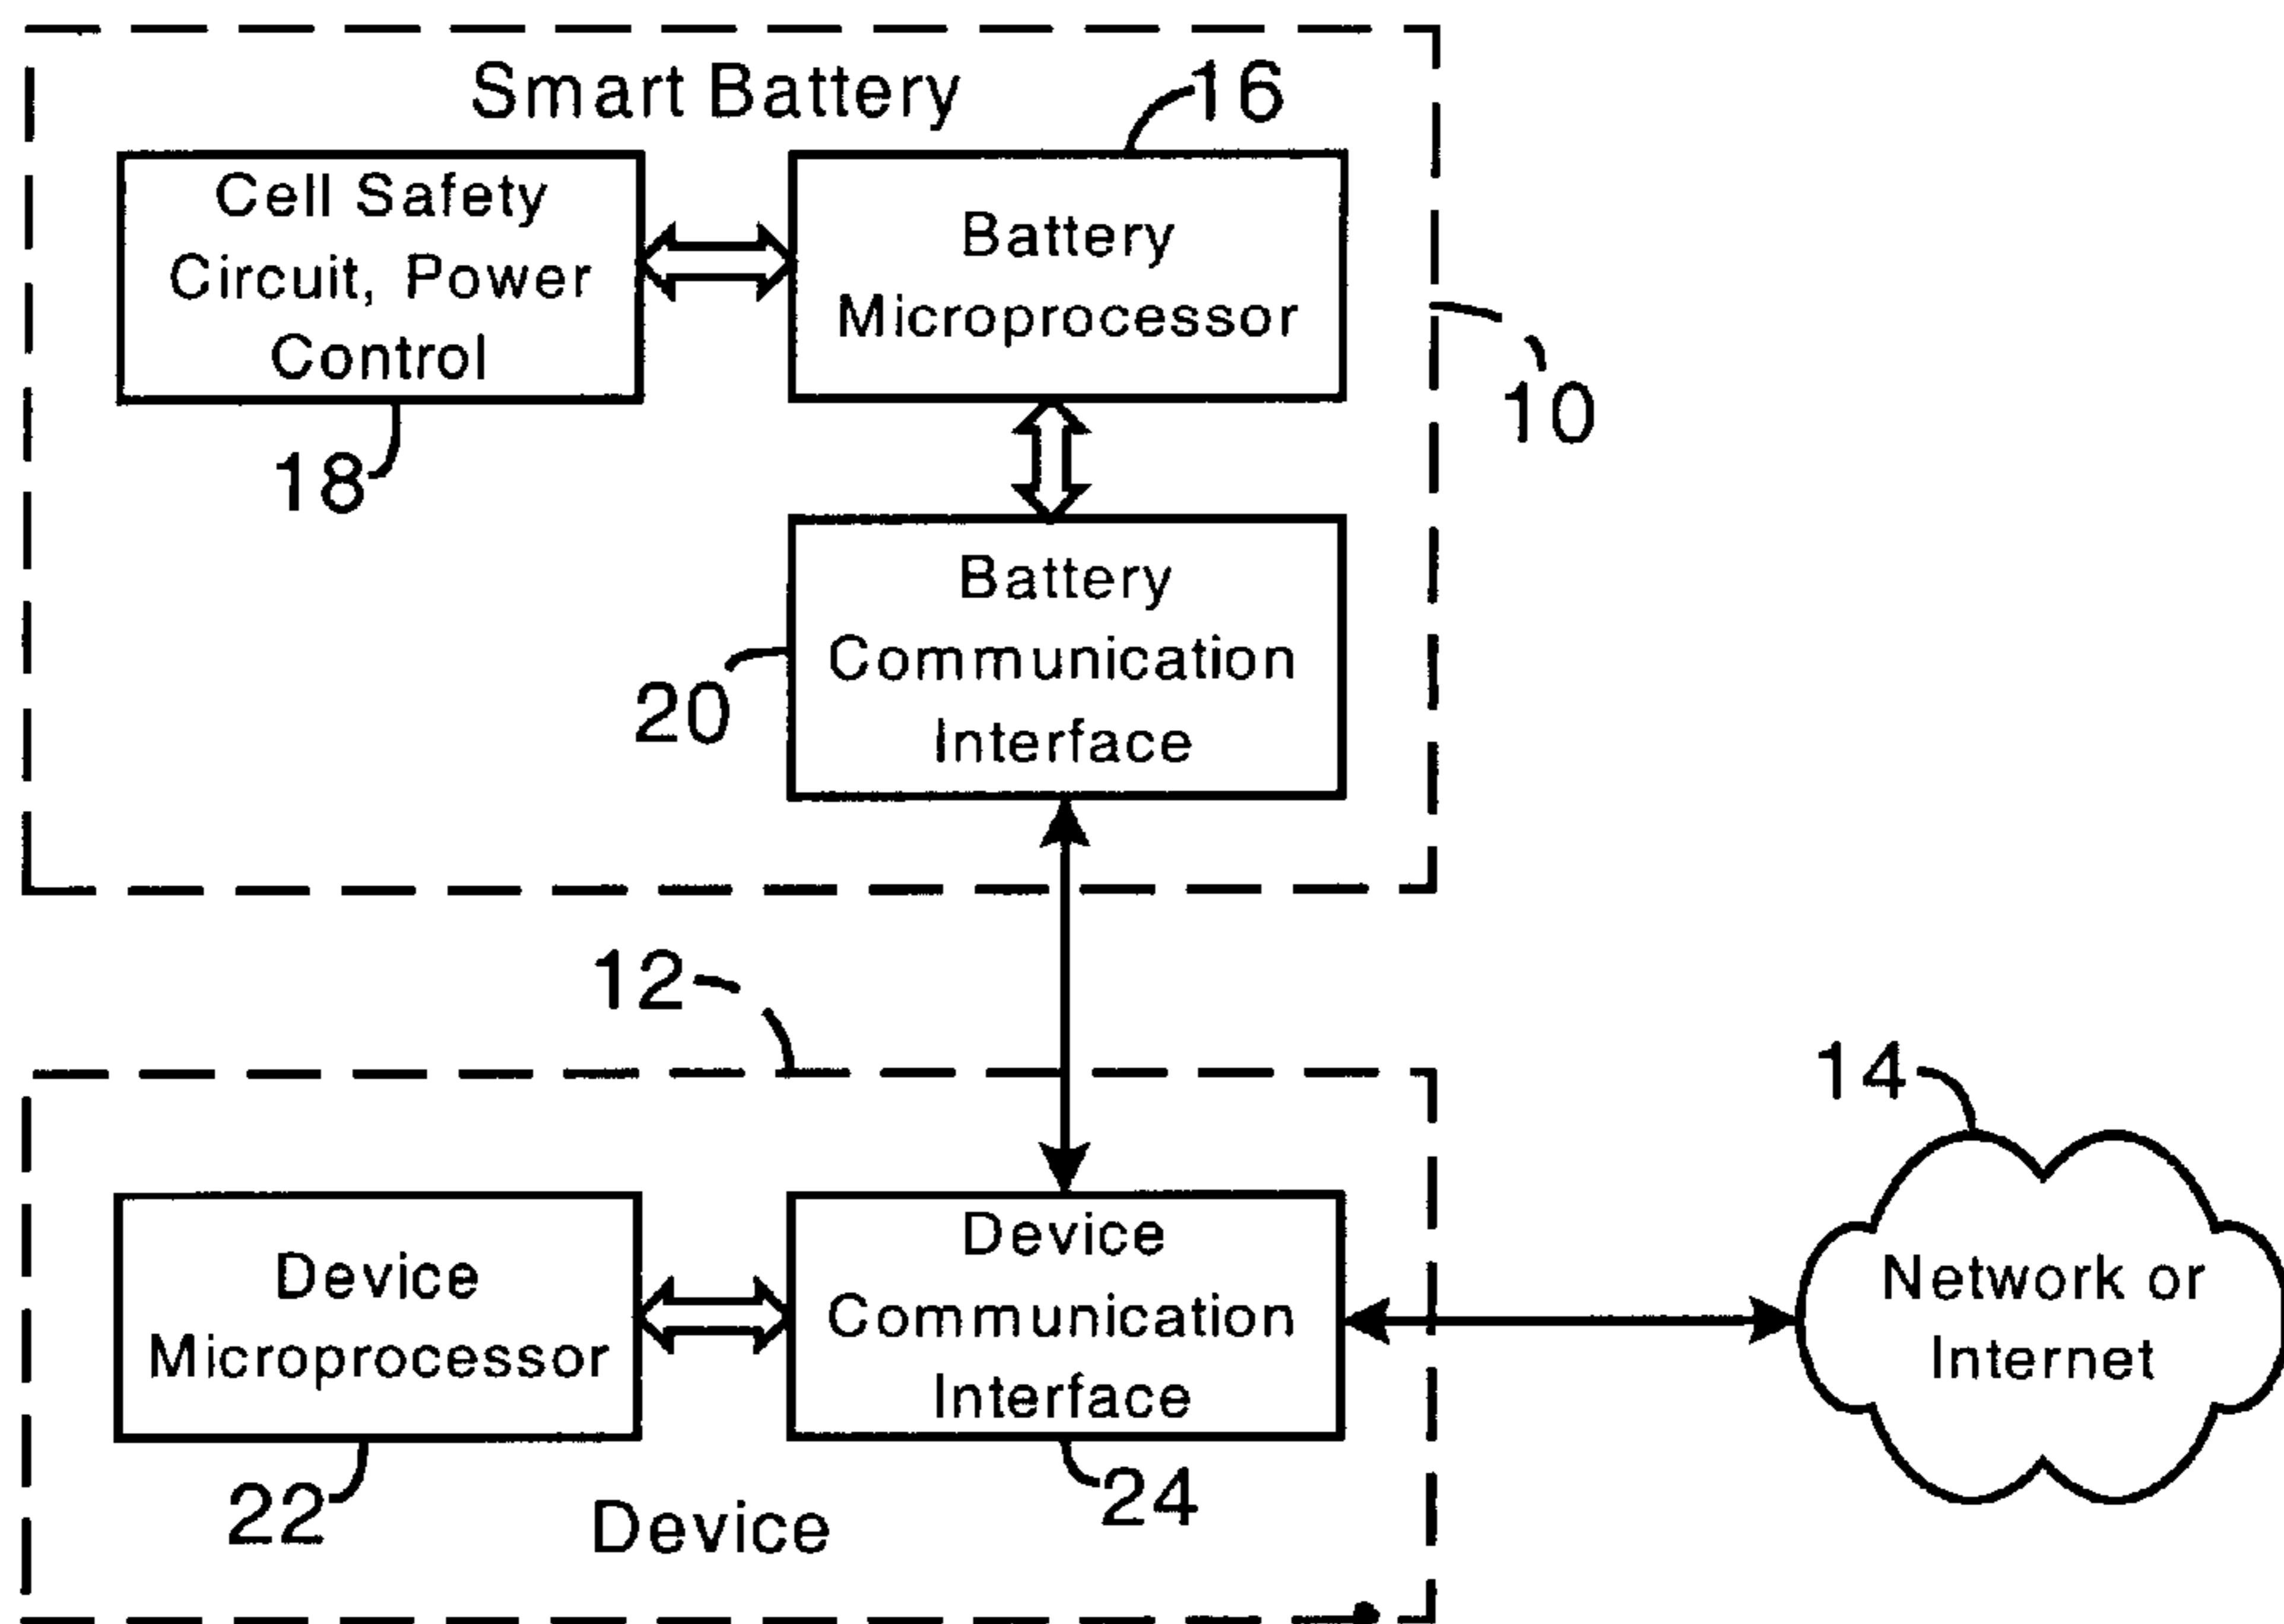 Smart Battery
16
Cell Safety
Circuit, Power
Control
18
Battery
Microprocessor
10
Battery
Communication
Interface
20
12
14
Device
Microprocessor
22
Device
Communication
Interface
24
Device
Network or
Internet